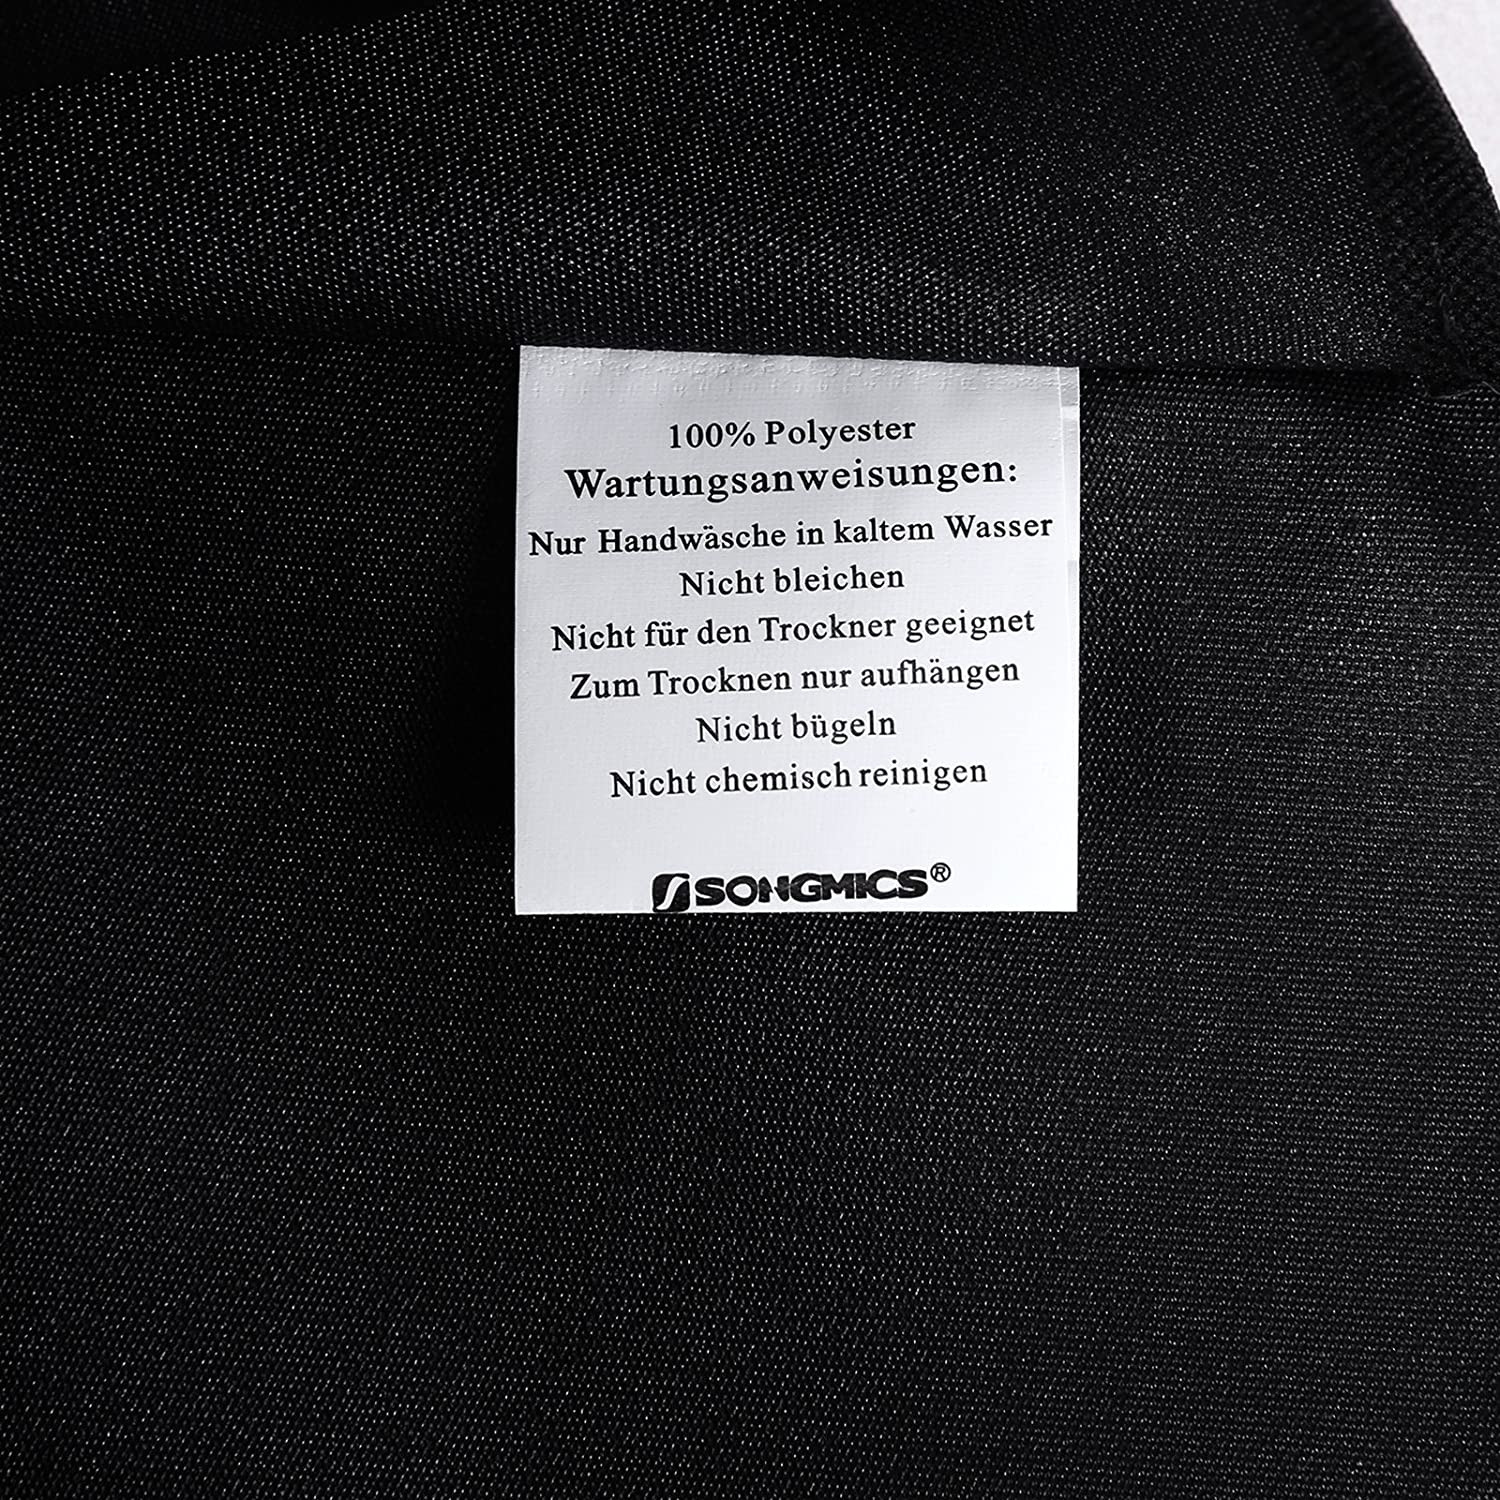 100% Polyester
Wartungsanweisungen:
Nur Handwäsche in kaltem Wasser
Nicht bleichen
Nicht für den Trockner geeignet
Zum Trocknen nur aufhängen
Nicht bügeln
Nicht chemisch reinigen
SONGMICS®